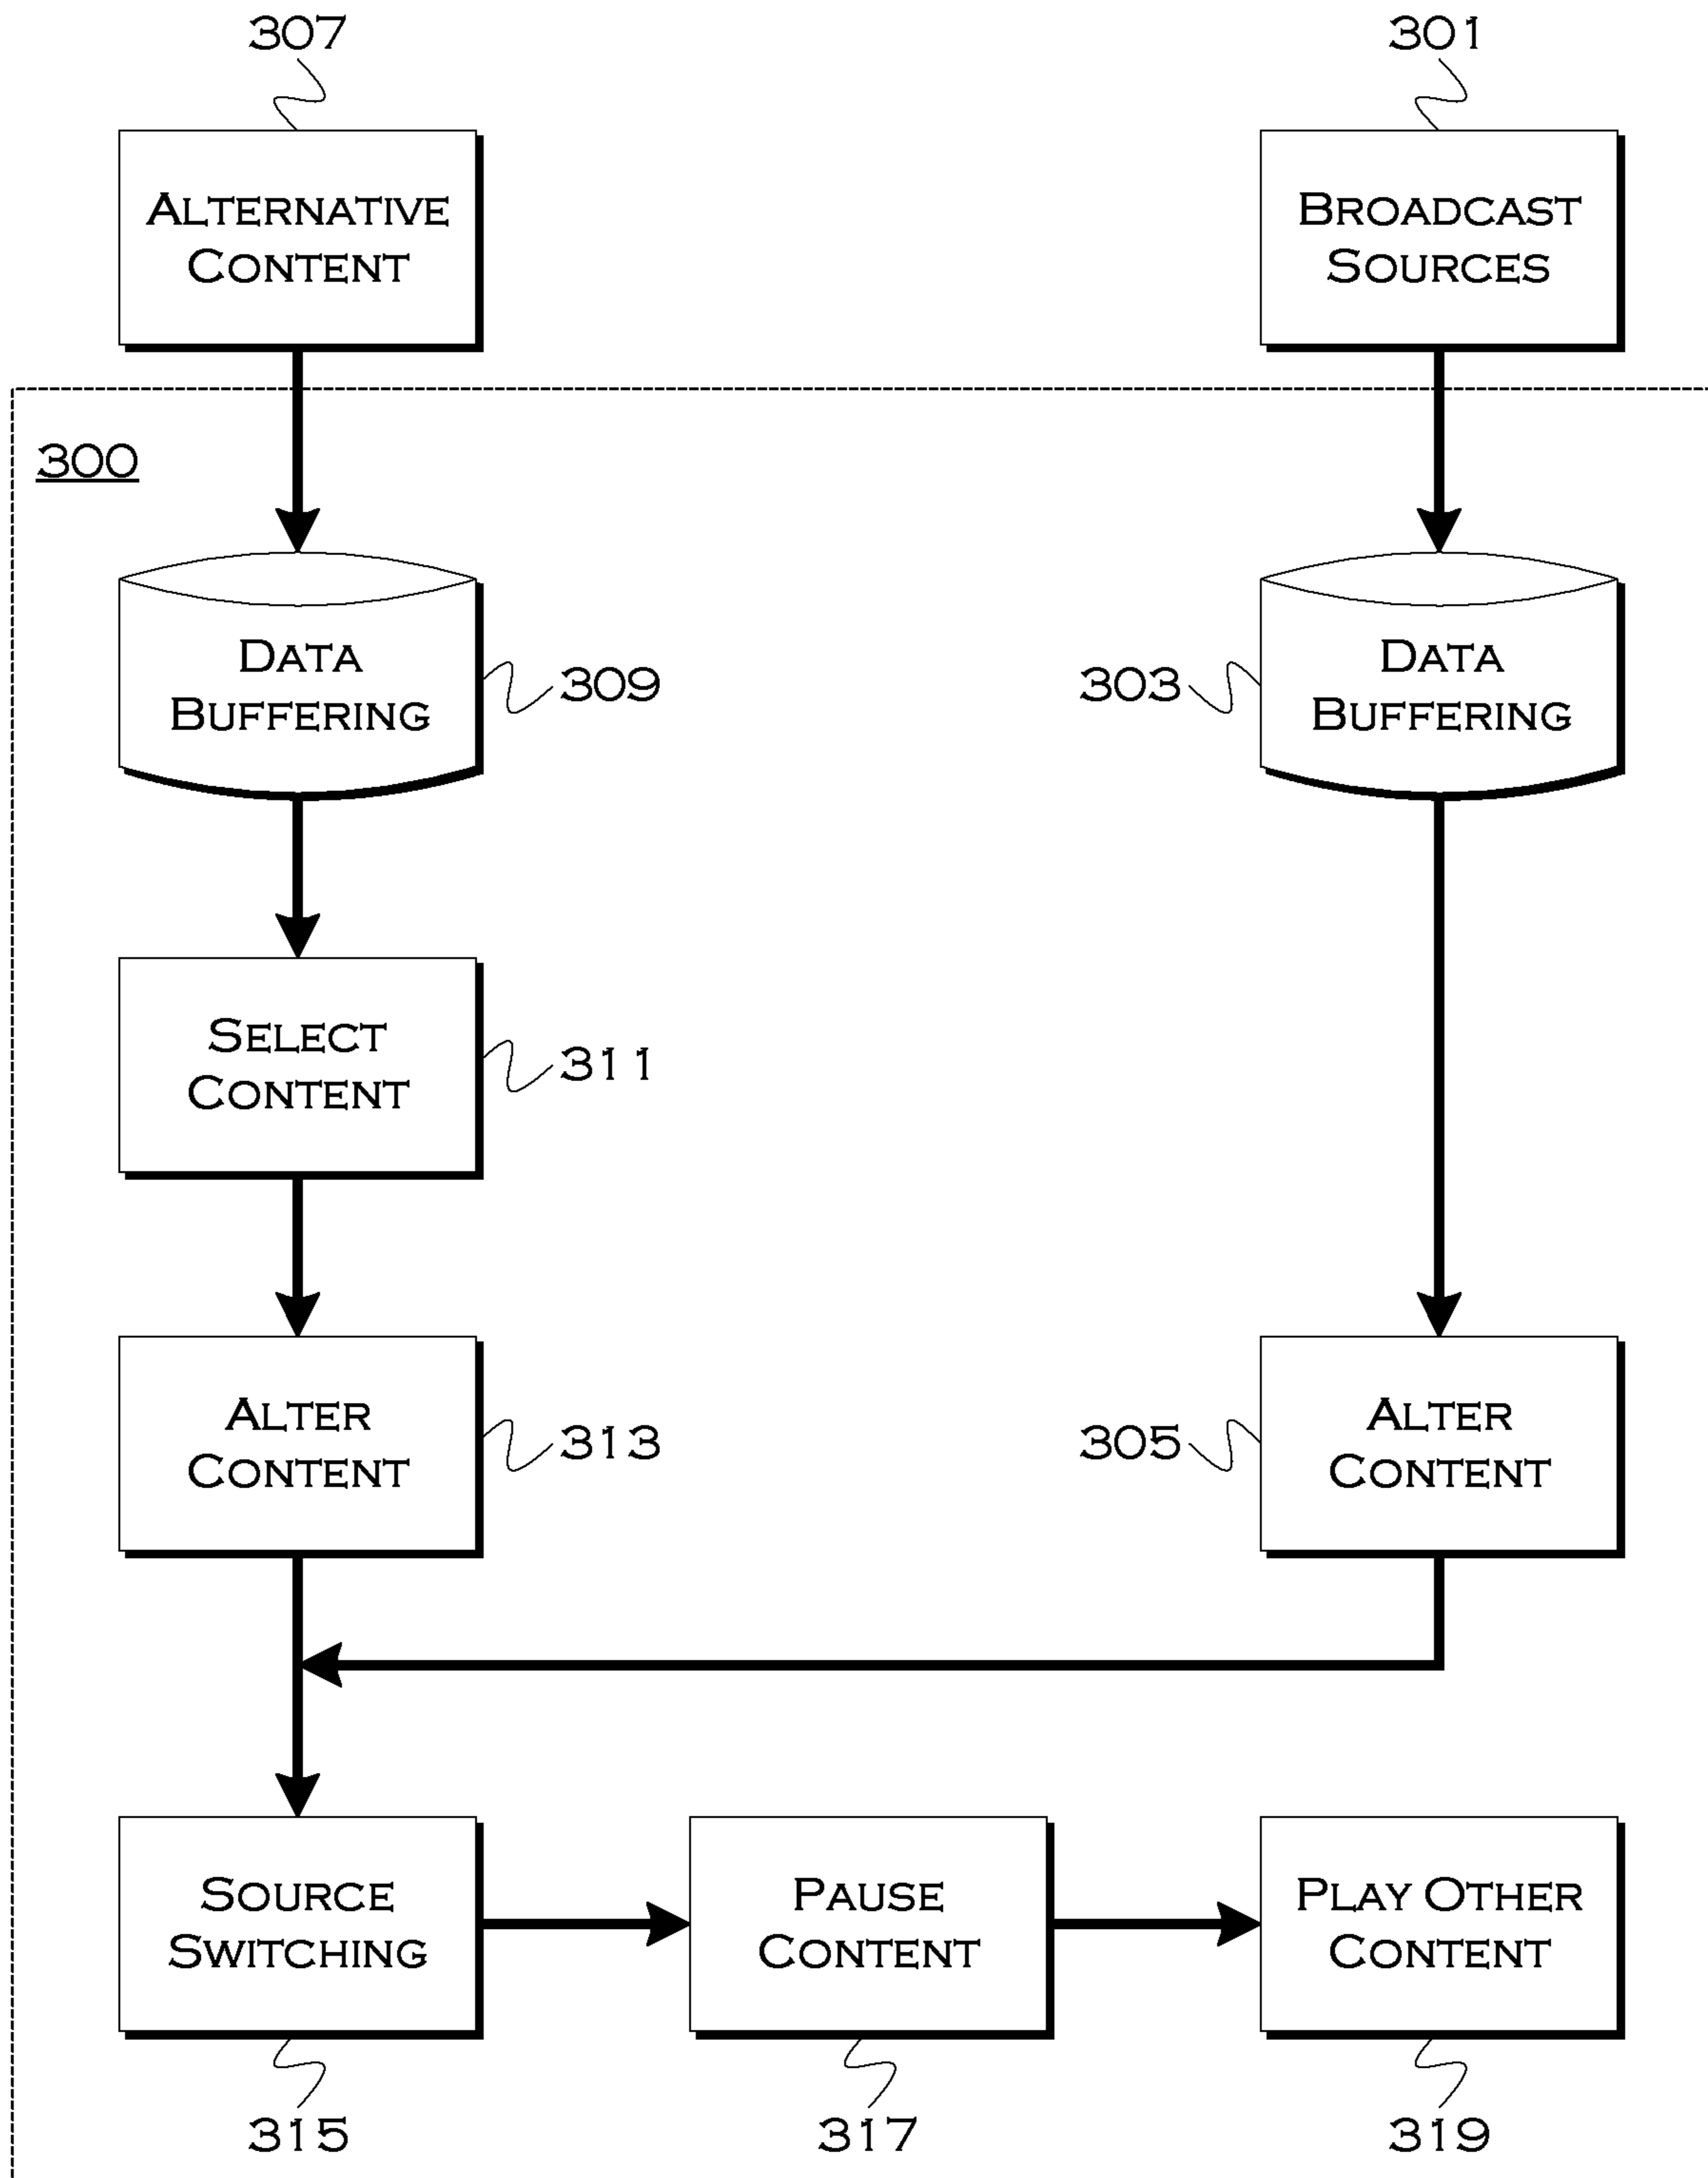 307
301
ALTERNATIVE
CONTENT
BROADCAST
SOURCES
300
DATA
BUFFERING
309
303
DATA
BUFFERING
SELECT
CONTENT
311
ALTER
CONTENT
313
305
ALTER
CONTENT
SOURCE
SWITCHING
PAUSE
CONTENT
PLAY OTHER
CONTENT
315
317
319